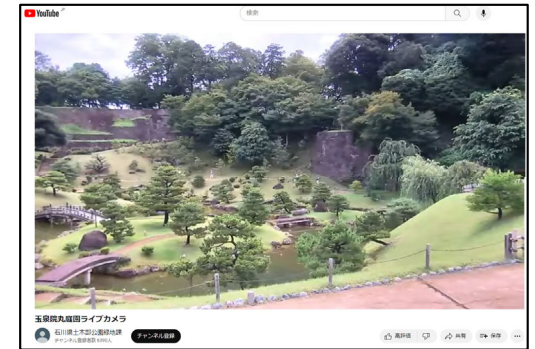 YouTube JP
検索
玉泉院丸庭園ライブカメラ
石川県土木部公園緑地課
チャンネル登録
高評価
共有
保存